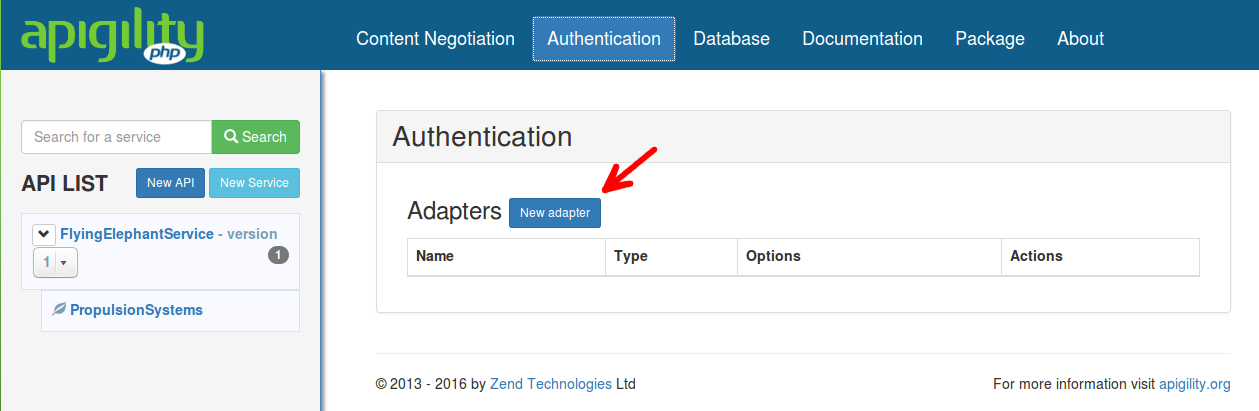 apigility
php
Content Negotiation Authentication Database Documentation Package About
Search for a service Search
API LIST New API New Service
FlyingElephantService - version
1 1
PropulsionSystems
Authentication
Adapters New adapter
Name Type Options Actions
© 2013 - 2016 by Zend Technologies Ltd For more information visit apigility.org